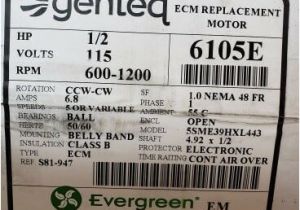 genteq ECM REPLACEMENT
MOTOR
HP 1/2
VOLTS 115 6105E
RPM 600-1200
ROTATION CCW-CW SF 1.0 NEMA 48 FR
AMPS 6.8 PHASE 1
SPEEDS 5 OR VARIABLE AMBIENT 55 C
BEARINGS BALL ENCL OPEN
HERTZ 50/60 MODEL 5SME39HXL443
MOUNTING BELLY BAND SHAFT 4.92 x 1/2
INSULATION CLASS B PROTECTOR ELECTRONIC
TYPE ECM TIME RATING CONT AIR OVER
REF S81-947
Evergreen EM